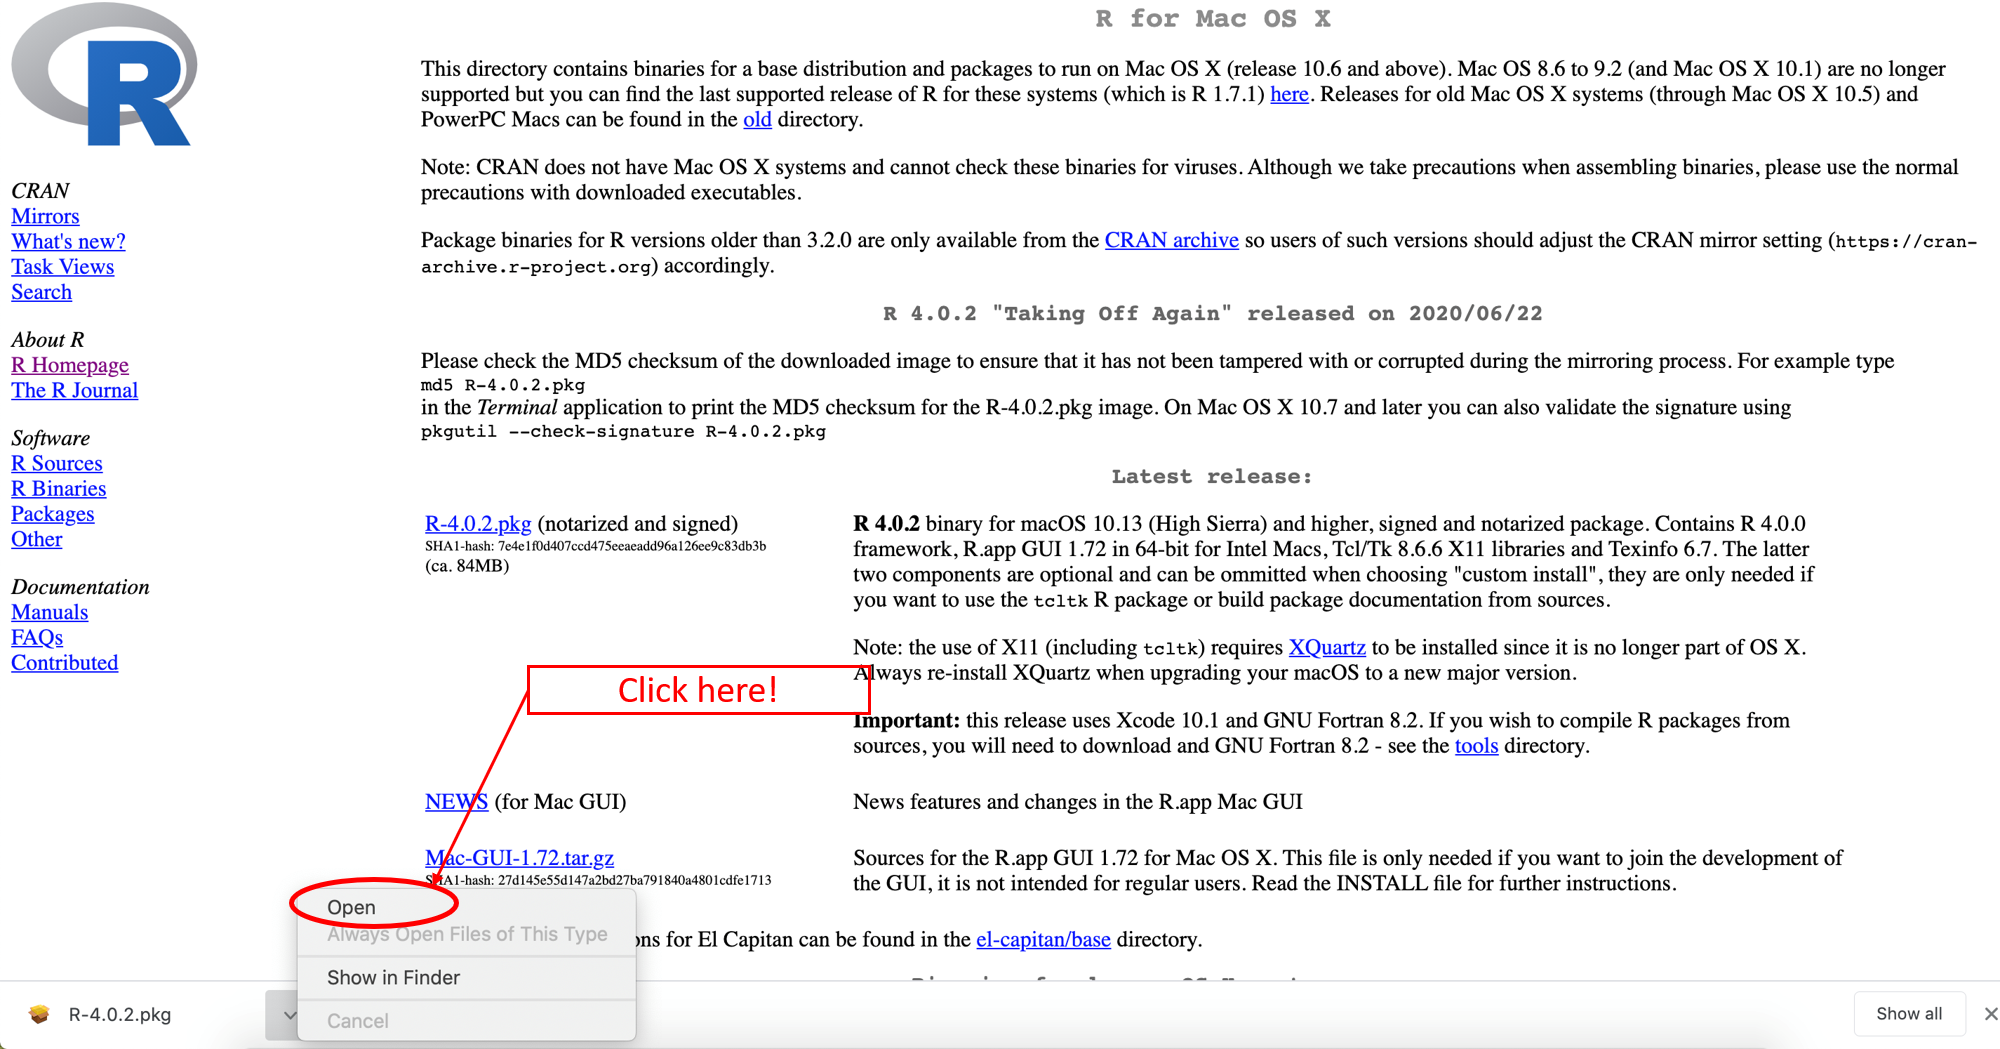 R
CRAN
Mirrors
What's new?
Task Views
Search
About R
R Homepage
The R Journal
Software
R Sources
R Binaries
Packages
Other
Documentation
Manuals
FAQs
Contributed
R for Mac OS X
This directory contains binaries for a base distribution and packages to run on Mac OS X (release 10.6 and above). Mac OS 8.6 to 9.2 (and Mac OS X 10.1) are no longer
supported but you can find the last supported release of R for these systems (which is R 1.7.1) here. Releases for old Mac OS X systems (through Mac OS X 10.5) and
PowerPC Macs can be found in the old directory.
Note: CRAN does not have Mac OS X systems and cannot check these binaries for viruses. Although we take precautions when assembling binaries, please use the normal
precautions with downloaded executables.
Package binaries for R versions older than 3.2.0 are only available from the CRAN archive so users of such versions should adjust the CRAN mirror setting (https://cran-
archive.r-project.org) accordingly.
R 4.0.2 "Taking Off Again" released on 2020/06/22
Please check the MD5 checksum of the downloaded image to ensure that it has not been tampered with or corrupted during the mirroring process. For example type
md5 R-4.0.2.pkg
in the Terminal application to print the MD5 checksum for the R-4.0.2.pkg image. On Mac OS X 10.7 and later you can also validate the signature using
pkgutil --check-signature R-4.0.2.pkg
Latest release:
R-4.0.2.pkg (notarized and signed)
SHA1-hash: 7e4e1f0d407ccd475eeaeadd96a126ee9c83db3b
(ca. 84MB)
R 4.0.2 binary for macOS 10.13 (High Sierra) and higher, signed and notarized package. Contains R 4.0.0
framework, R.app GUI 1.72 in 64-bit for Intel Macs, Tcl/Tk 8.6.6 X11 libraries and Texinfo 6.7. The latter
two components are optional and can be ommitted when choosing "custom install", they are only needed if
you want to use the tcltk R package or build package documentation from sources.
Note: the use of X11 (including tcltk) requires XQuartz to be installed since it is no longer part of OS X.
Always re-install XQuartz when upgrading your macOS to a new major version.
Click here!
Important: this release uses Xcode 10.1 and GNU Fortran 8.2. If you wish to compile R packages from
sources, you will need to download and GNU Fortran 8.2 - see the tools directory.
NEWS (for Mac GUI)
News features and changes in the R.app Mac GUI
Mac-GUI-1.72.tar.gz
SHA1-hash: 27d145e55d147a2bd27ba791840a4801cdfe1713
Sources for the R.app GUI 1.72 for Mac OS X. This file is only needed if you want to join the development of
the GUI, it is not intended for regular users. Read the INSTALL file for further instructions.
ons for El Capitan can be found in the el-capitan/base directory.
Open
Always Open Files of This Type
Show in Finder
Cancel
R-4.0.2.pkg
Show all